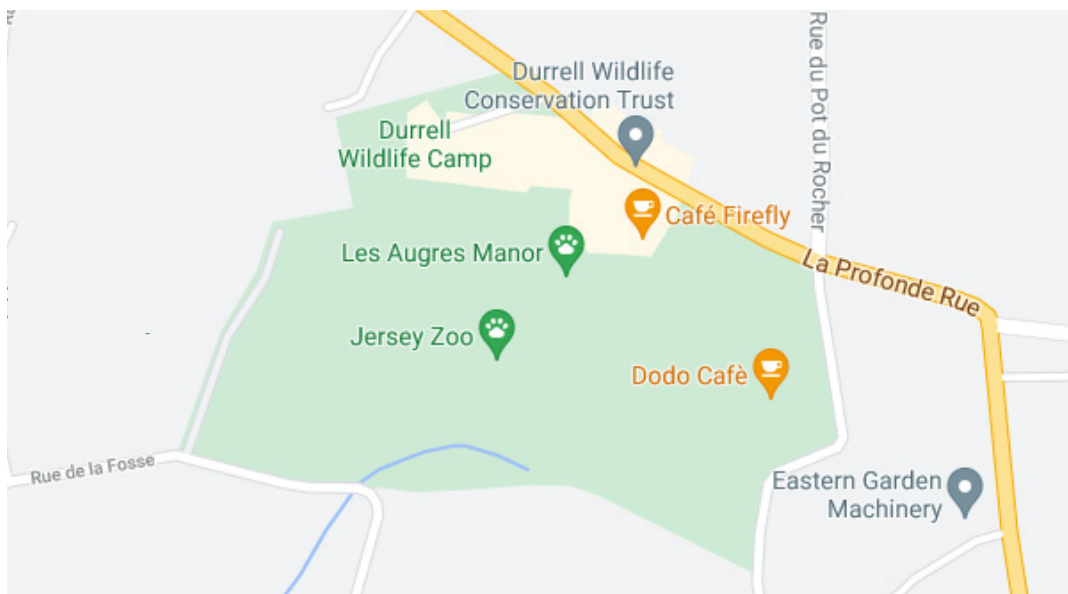 Durrell Wildlife
Conservation Trust
Rue du Pot du Rocher
Durrell
Wildlife Camp
Café Firefly
Les Augres Manor
La Profonde Rue
Jersey Zoo
Dodo Cafè
Rue de la Fosse
Eastern Garden
Machinery